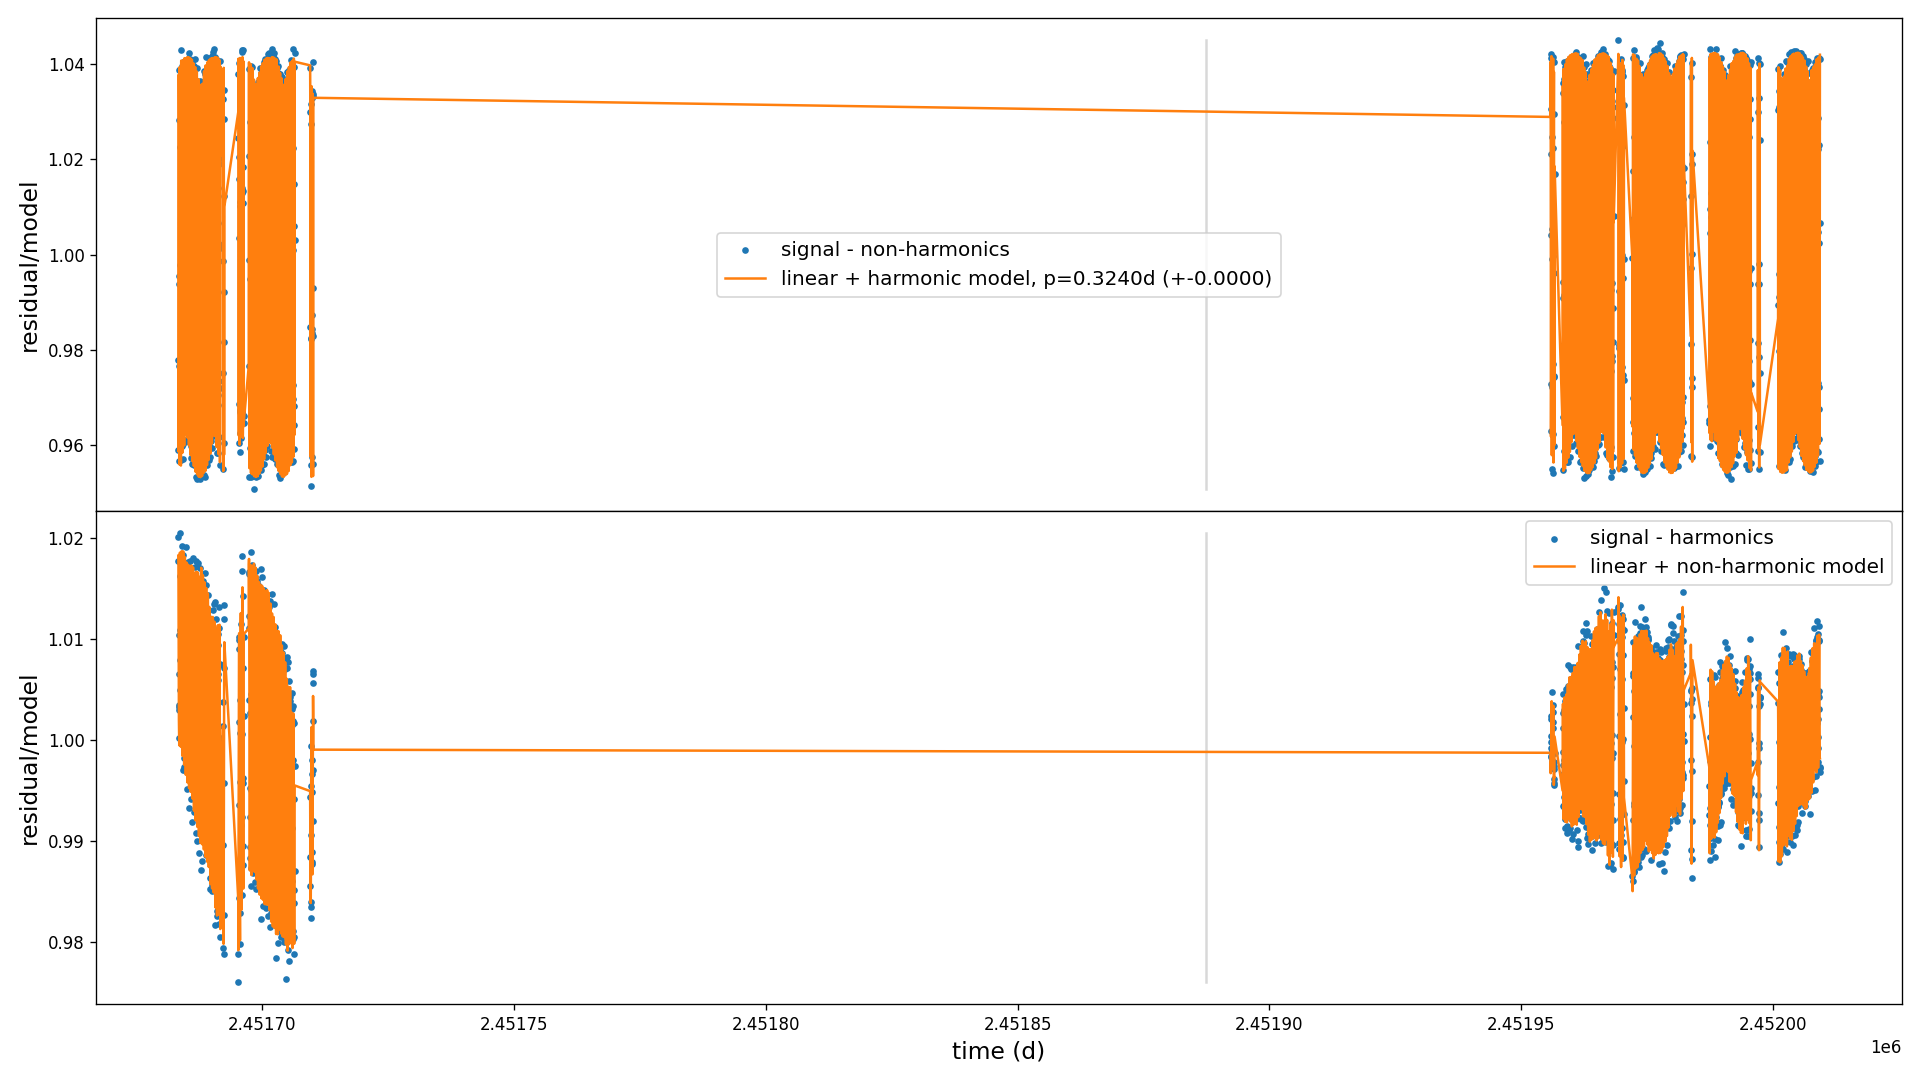 1.04
1.02
1.00
0.98
0.96
residual/model
signal - non-harmonics
linear + harmonic model, p=0.3240d (+-0.0000)
1.02
1.01
1.00
0.99
0.98
residual/model
signal - harmonics
linear + non-harmonic model
2.45170
2.45175
2.45180
2.45185
2.45190
2.45195
2.45200
time (d)
1e6